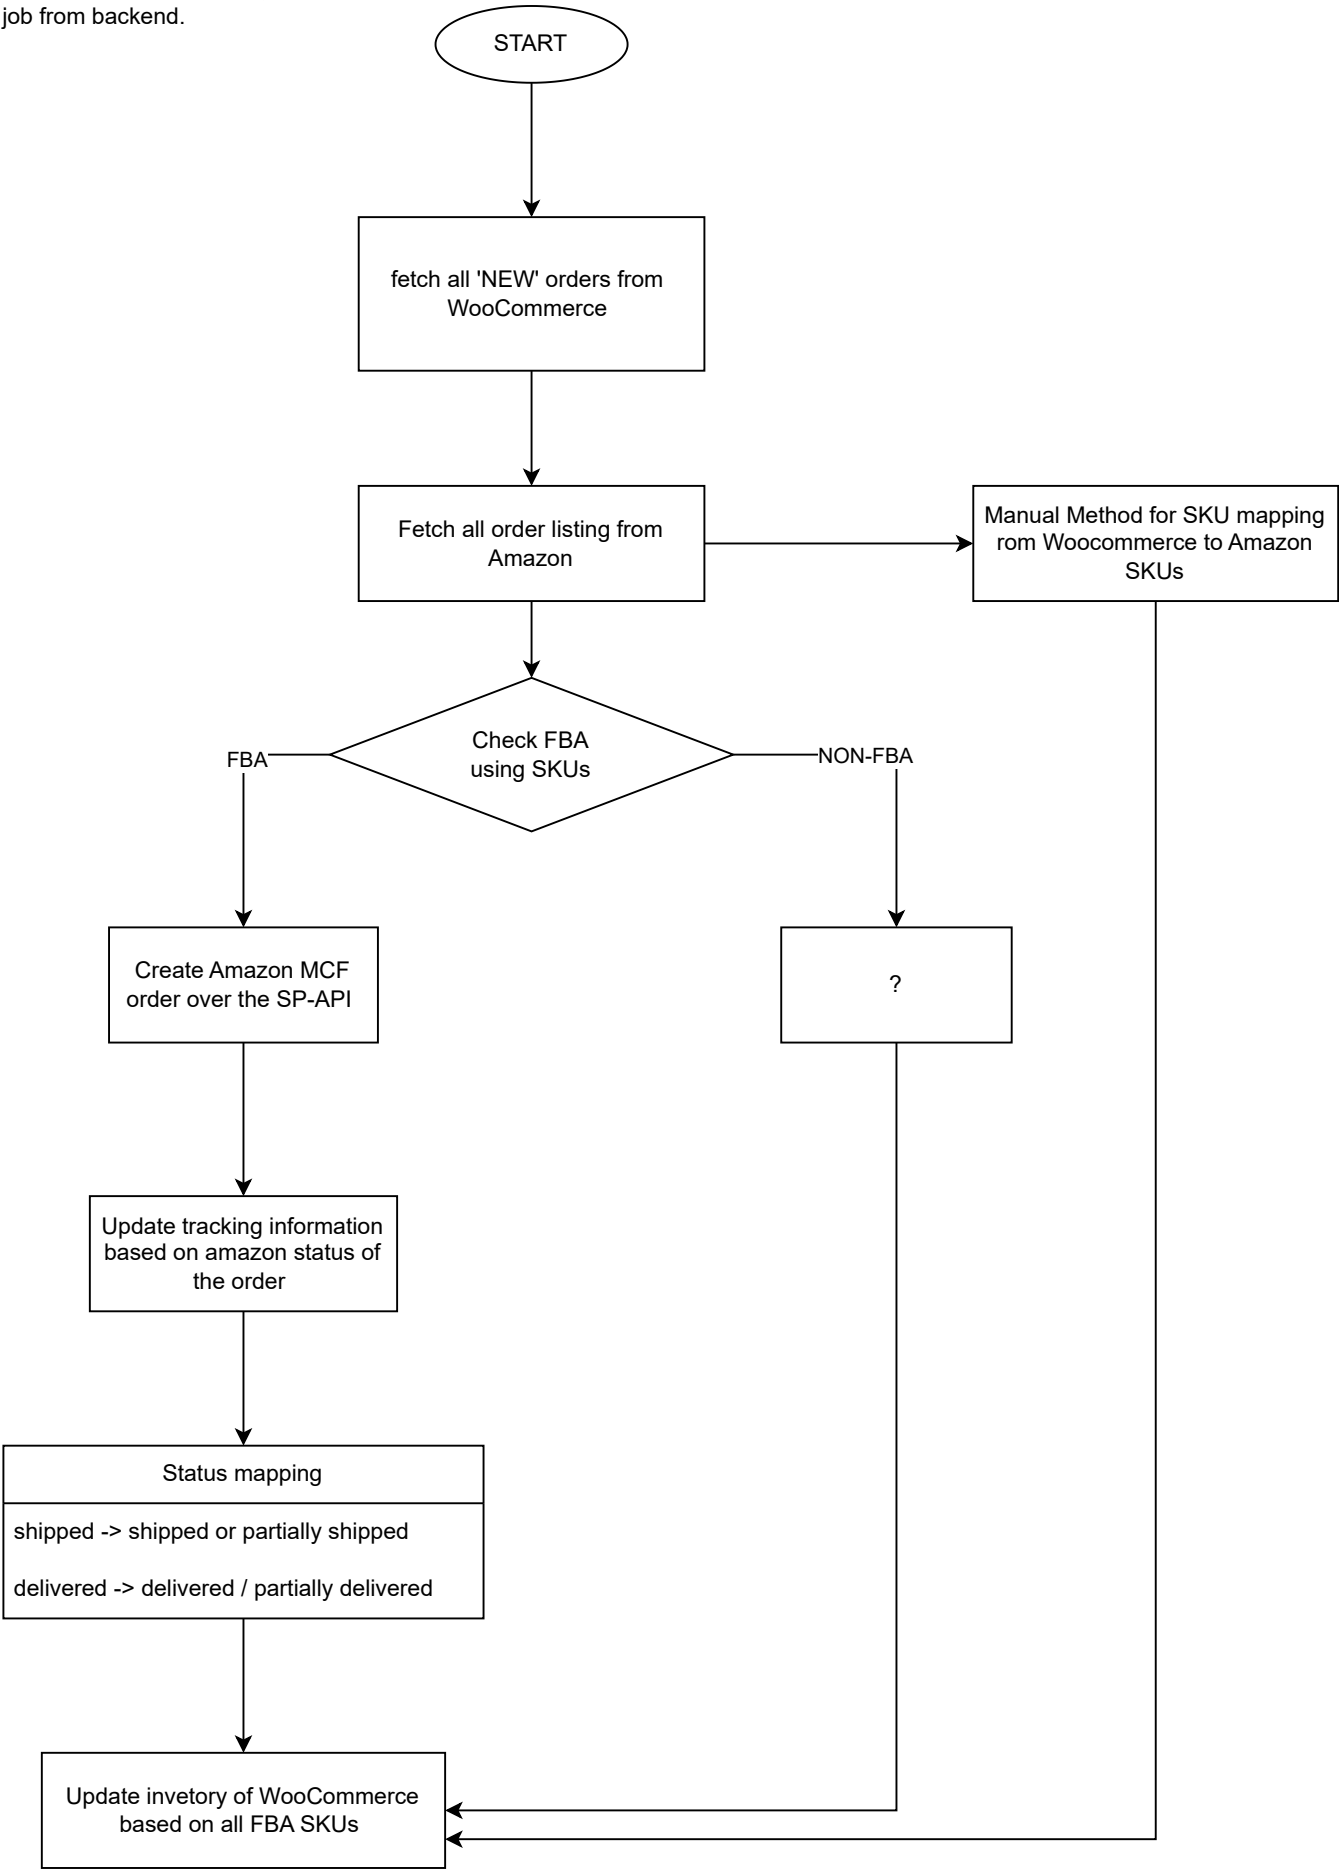 job from backend.
START
fetch all 'NEW' orders from
WooCommerce
Fetch all order listing from
Amazon
Manual Method for SKU mapping
rom Woocommerce to Amazon
SKUs
Check FBA
using SKUs
FBA
NON-FBA
Create Amazon MCF
order over the SP-API
?
Update tracking information
based on amazon status of
the order
Status mapping
shipped -> shipped or partially shipped
delivered -> delivered / partially delivered
Update invetory of WooCommerce
based on all FBA SKUs